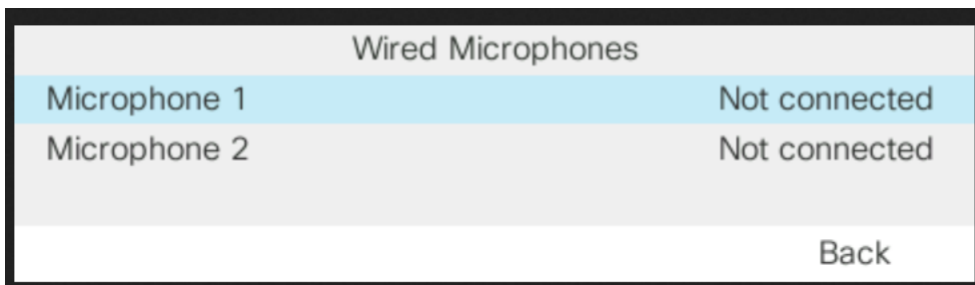 Wired Microphones
Microphone 1 Not connected
Microphone 2 Not connected
Back